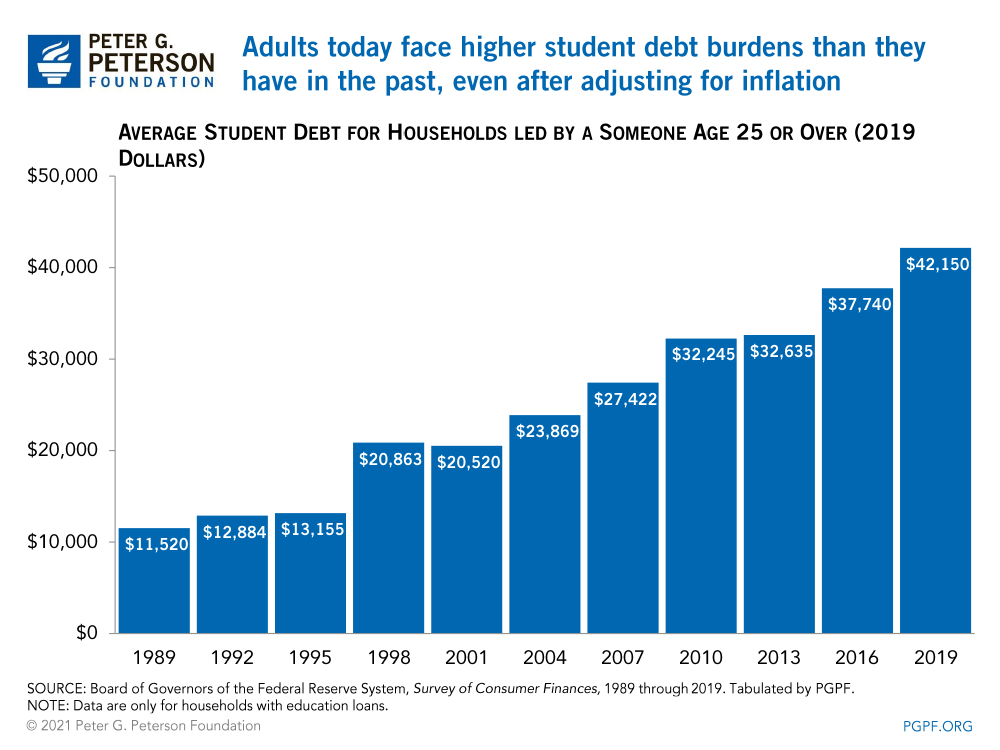 PETER G.
PETERSON
FOUNDATION
Adults today face higher student debt burdens than they
have in the past, even after adjusting for inflation
AVERAGE STUDENT DEBT FOR HOUSEHOLDS LED BY A SOMEONE AGE 25 OR OVER (2019
DOLLARS)
$50,000
$40,000
$30,000
$20,000
$10,000
$0
$11,520
$12,884
$13,155
$20,863
$20,520
$23,869
$27,422
$32,245
$32,635
$37,740
$42,150
1989 1992 1995 1998 2001 2004 2007 2010 2013 2016 2019
SOURCE: Board of Governors of the Federal Reserve System, Survey of Consumer Finances, 1989 through 2019. Tabulated by PGPF.
NOTE: Data are only for households with education loans.
© 2021 Peter G. Peterson Foundation
PGPF.ORG